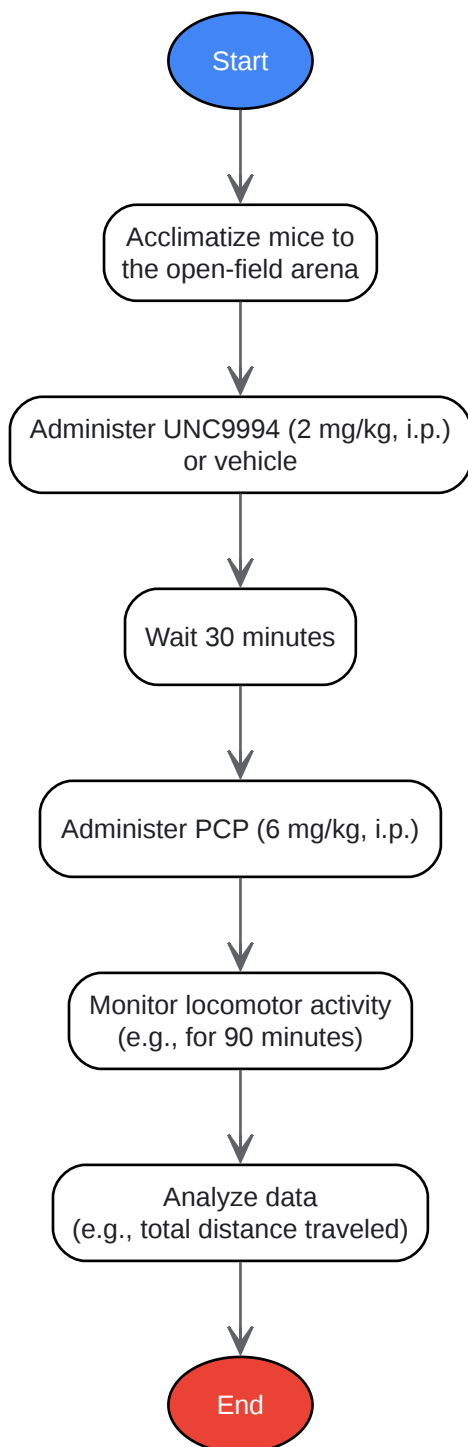 Start
Acclimatize mice to
the open-field arena
Administer UNC9994 (2 mg/kg, i.p.)
or vehicle
Wait 30 minutes
Administer PCP (6 mg/kg, i.p.)
Monitor locomotor activity
(e.g., for 90 minutes)
Analyze data
(e.g., total distance traveled)
End